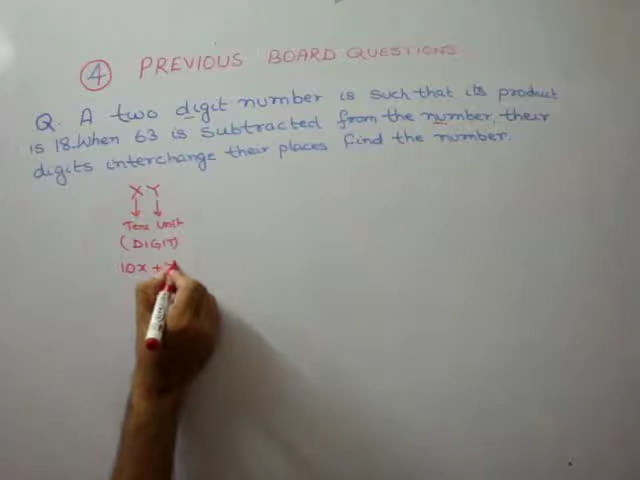 4 PREVIOUS BOARD QUESTIONS
Q. A two digit number is such that its product
is 18. When 63 is subtracted from the number, their
digits interchange their places Find the number.
X Y
Tens Unit
(DIGIT)
10x + Y